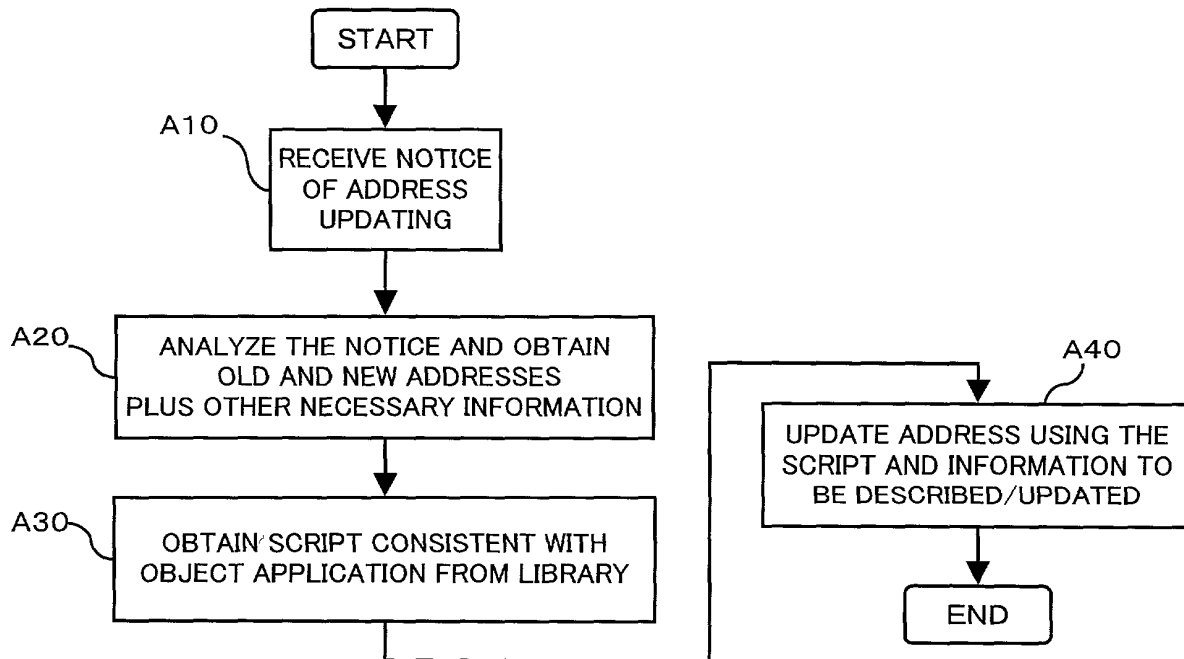 START
A10
RECEIVE NOTICE
OF ADDRESS
UPDATING
A20
ANALYZE THE NOTICE AND OBTAIN
OLD AND NEW ADDRESSES
PLUS OTHER NECESSARY INFORMATION
A30
OBTAIN SCRIPT CONSISTENT WITH
OBJECT APPLICATION FROM LIBRARY
A40
UPDATE ADDRESS USING THE
SCRIPT AND INFORMATION TO
BE DESCRIBED/UPDATED
END